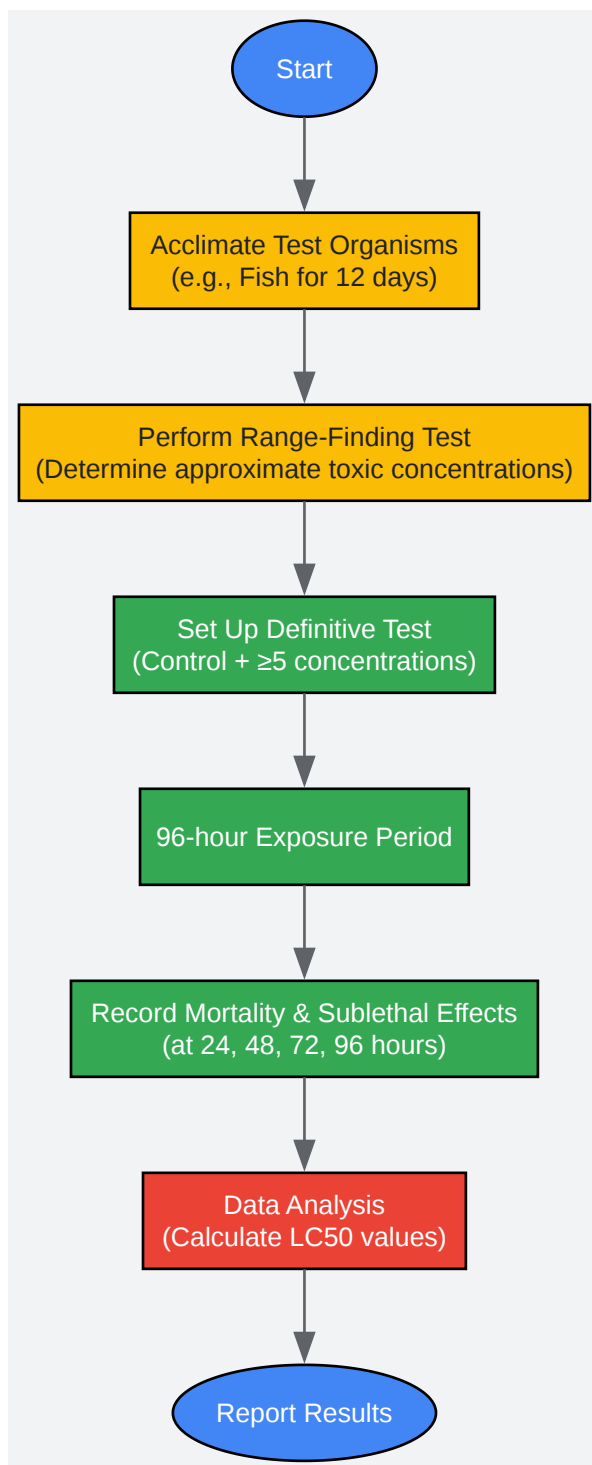 Start
Acclimate Test Organisms
(e.g., Fish for 12 days)
Perform Range-Finding Test
(Determine approximate toxic concentrations)
Set Up Definitive Test
(Control + ≥5 concentrations)
96-hour Exposure Period
Record Mortality & Sublethal Effects
(at 24, 48, 72, 96 hours)
Data Analysis
(Calculate LC50 values)
Report Results